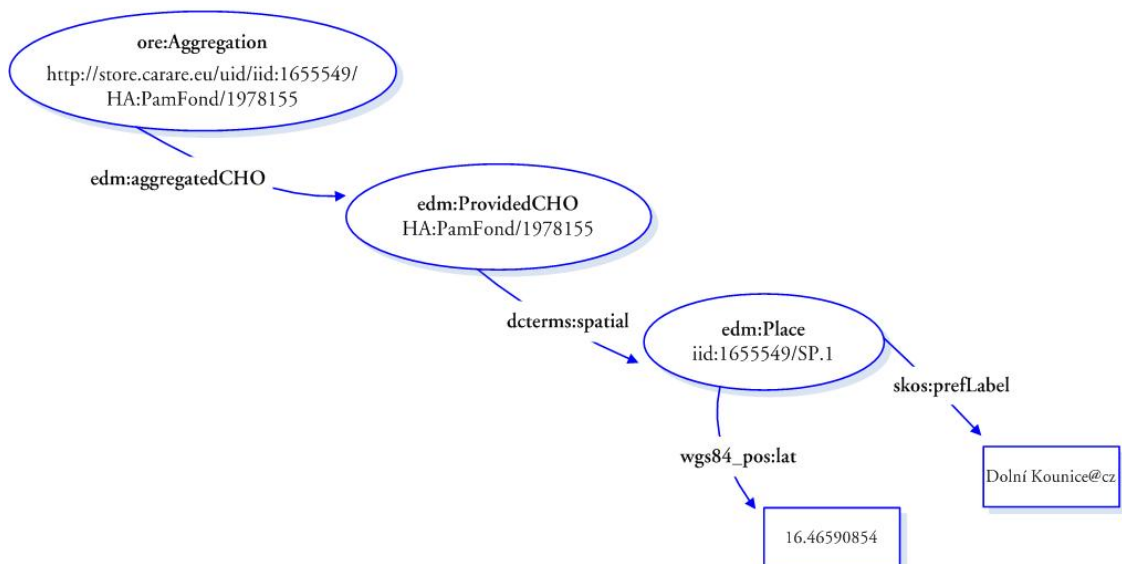 ore:Aggregation
http://store.carare.eu/uid/iid:1655549/
HA:PamFond/1978155
edm:aggregatedCHO
edm:ProvidedCHO
HA:PamFond/1978155
dcterms:spatial
edm:Place
iid:1655549/SP.1
skos:prefLabel
wgs84_pos:lat
Dolní Kounice@cz
16.46590854